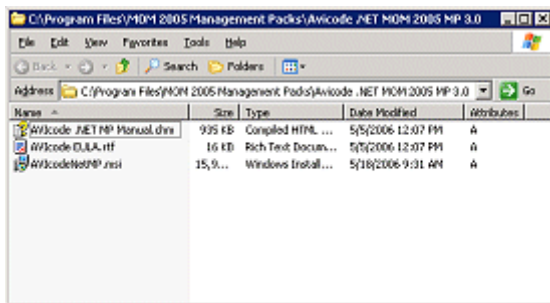 C:\Program Files\MOM 2005 Management Packs\Avicode .NET MOM 2005 MP 3.0
File Edit View Favorites Tools Help
Back Search Folders
Address C:\Program Files\MOM 2005 Management Packs\Avicode .NET MOM 2005 MP 3.0 Go
Name Size Type Date Modified Attributes
AVIcode .NET MP Manual.chm 935 KB Compiled HTML ... 5/5/2006 12:07 PM A
AVIcode EULA.rtf 16 KB Rich Text Docum... 5/5/2006 12:07 PM A
AVIcodeNetMP.msi 15,9... Windows Install... 5/18/2006 9:31 AM A